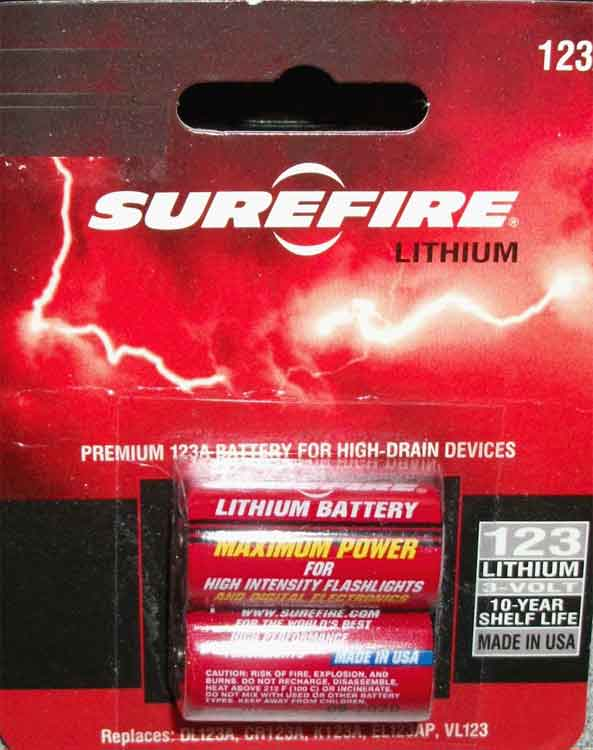 123
SUREFIRE®
LITHIUM
PREMIUM 123A BATTERY FOR HIGH-DRAIN DEVICES
LITHIUM BATTERY
MAXIMUM POWER
FOR
HIGH INTENSITY FLASHLIGHTS
AND DIGITAL ELECTRONICS
WWW.SUREFIRE.COM
FOR THE WORLD'S BEST
HIGH PERFORMANCE
MADE IN USA
CAUTION: RISK OF FIRE, EXPLOSION, AND
BURNS. DO NOT RECHARGE, DISASSEMBLE,
HEAT ABOVE 212 F (100 C) OR INCINERATE.
DO NOT MIX WITH USED OR OTHER BATTERY
TYPES. KEEP AWAY FROM CHILDREN.
123
LITHIUM
3-VOLT
10-YEAR
SHELF LIFE
MADE IN USA
Replaces: DL123A, CR123A, K123A, EL123AP, VL123